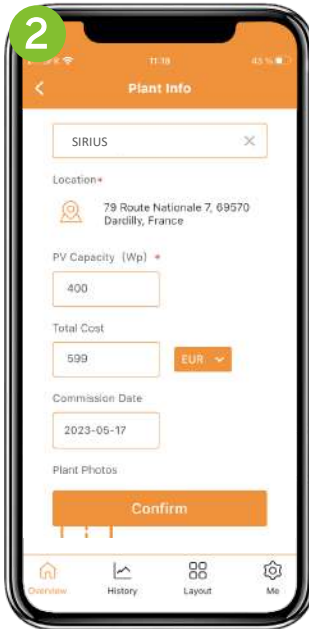 2
11:18
43 %
Plant Info
SIRIUS
Location*
79 Route Nationale 7, 69570
Dardilly, France
PV Capacity (Wp) *
400
Total Cost
599 EUR
Commission Date
2023-05-17
Plant Photos
Confirm
Overview History Layout Me